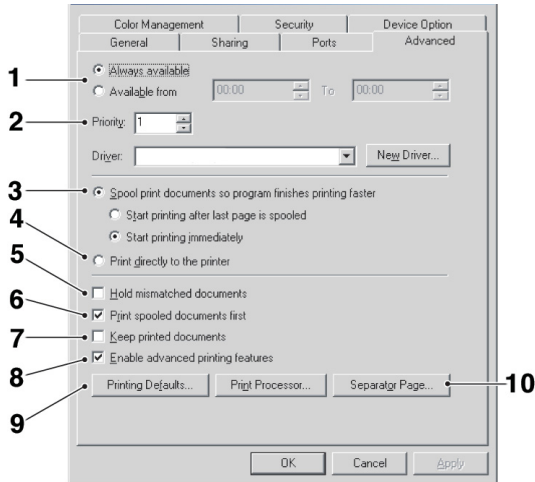 Color Management Security Device Option
General Sharing Ports Advanced
1 Always available
Available from 00:00 To 00:00
2 Priority: 1
Driver: New Driver...
3 Spool print documents so program finishes printing faster
4 Start printing after last page is spooled
Start printing immediately
Print directly to the printer
5 Hold mismatched documents
6 Print spooled documents first
7 Keep printed documents
8 Enable advanced printing features
9 Printing Defaults... Print Processor... Separator Page... 10
OK Cancel Apply